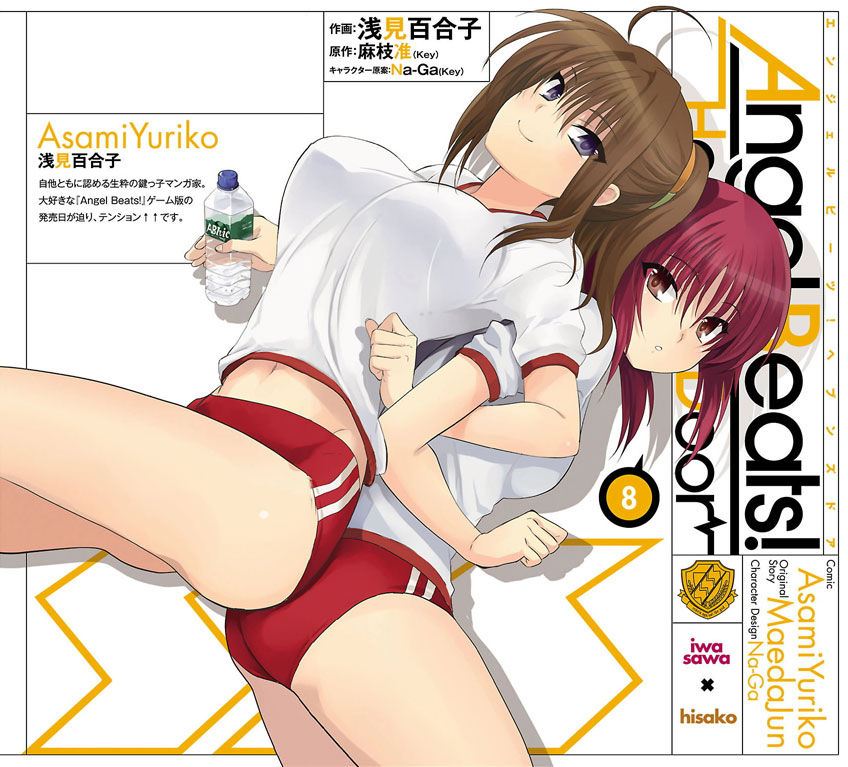 作画：浅見百合子
原作：麻枝准(Key)
キャラクター原案：Na-Ga(Key)
AsamiYuriko
浅見百合子
自他ともに認める生粋の鍵っ子マンガ家。
大好きな『Angel Beats!』ゲーム版の
発売日が迫り、テンション↑↑です。
Angel Beats!
Door
エンジェルビーツ！ヘブンズドア
8
Comic
AsamiYuriko
Original Story
MaedaJun
Character Design
Na-Ga
iwa
sawa
×
hisako